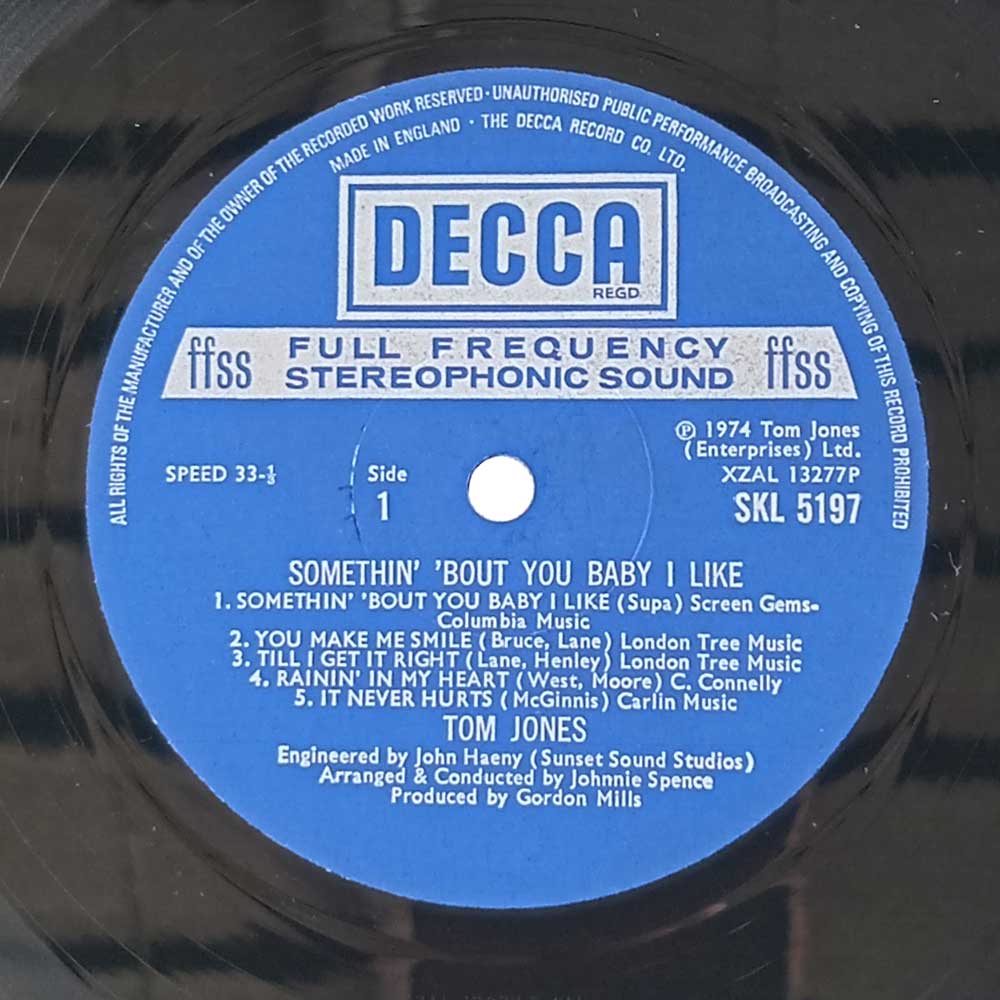 ALL RIGHTS OF THE MANUFACTURER AND OF THE OWNER OF THE RECORDED WORK RESERVED · UNAUTHORISED PUBLIC PERFORMANCE BROADCASTING AND COPYING OF THIS RECORD PROHIBITED
MADE IN ENGLAND · THE DECCA RECORD CO. LTD.
DECCA
REGD
ffss FULL FREQUENCY STEREOPHONIC SOUND ffss
℗ 1974 Tom Jones
(Enterprises) Ltd.
SPEED 33-⅓ Side XZAL 13277P
1 SKL 5197
SOMETHIN' 'BOUT YOU BABY I LIKE
1. SOMETHIN' 'BOUT YOU BABY I LIKE (Supa) Screen Gems-
Columbia Music
2. YOU MAKE ME SMILE (Bruce, Lane) London Tree Music
3. TILL I GET IT RIGHT (Lane, Henley) London Tree Music
4. RAININ' IN MY HEART (West, Moore) C. Connelly
5. IT NEVER HURTS (McGinnis) Carlin Music
TOM JONES
Engineered by John Haeny (Sunset Sound Studios)
Arranged & Conducted by Johnnie Spence
Produced by Gordon Mills